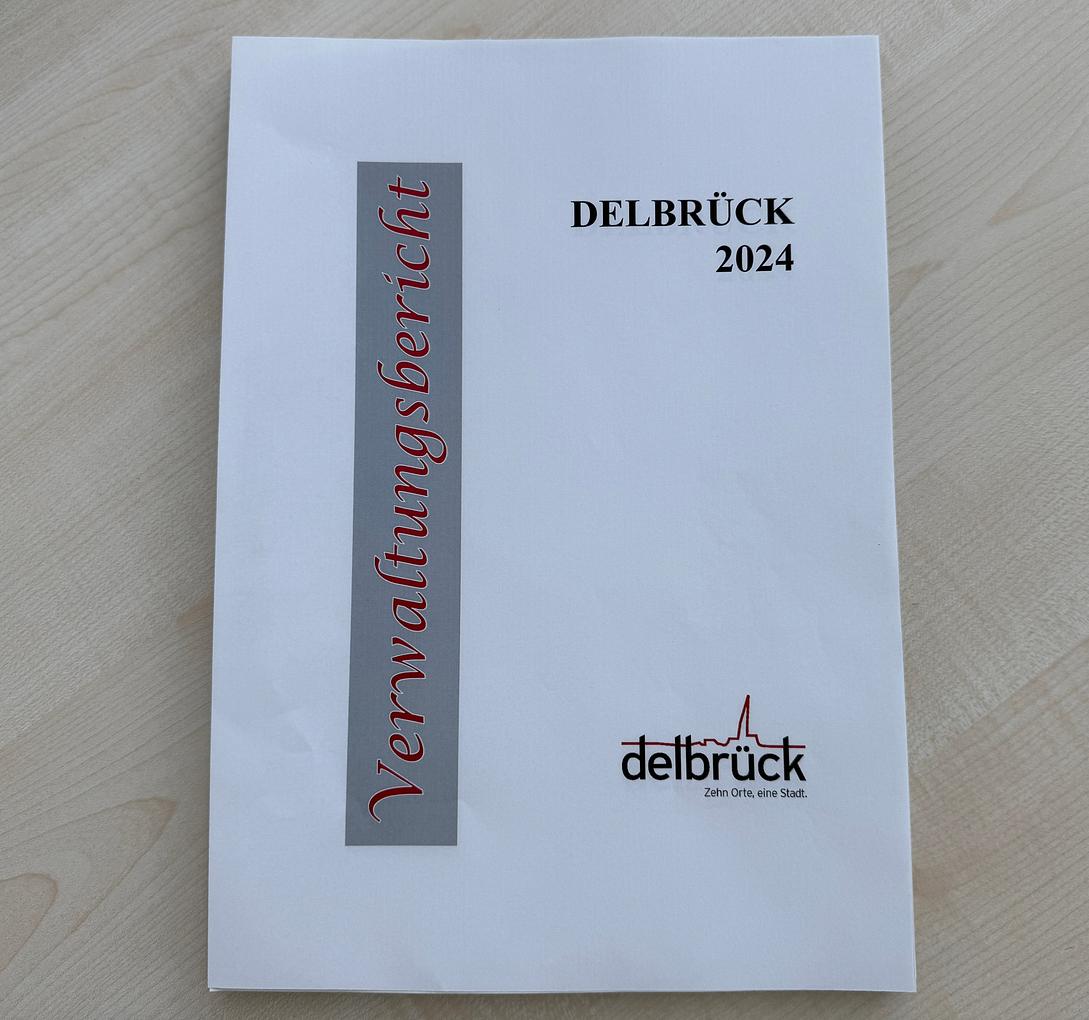 Verwaltungsbericht
DELBRÜCK
2024
delbrück
Zehn Orte, eine Stadt.